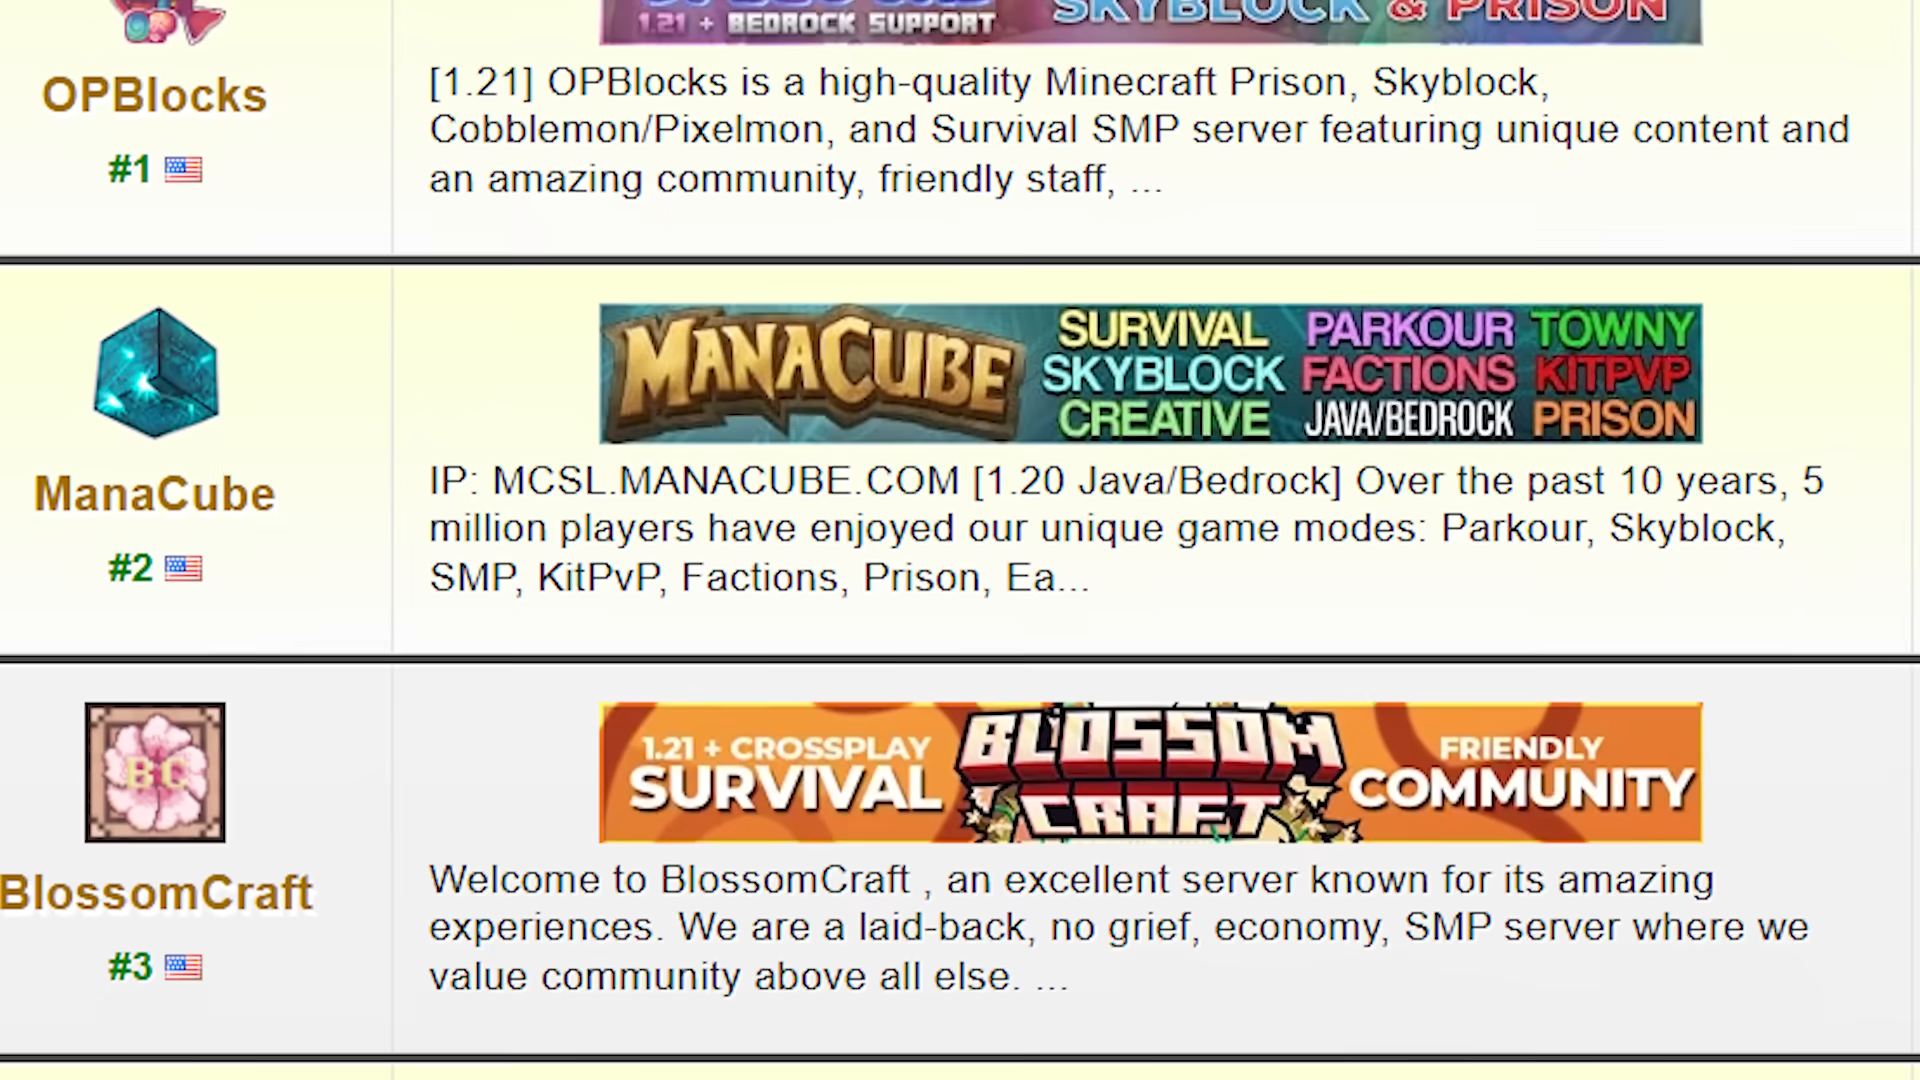 1.21 + BEDROCK SUPPORT
SKYBLOCK & PRISON
OPBlocks
#1
[1.21] OPBlocks is a high-quality Minecraft Prison, Skyblock,
Cobblemon/Pixelmon, and Survival SMP server featuring unique content and
an amazing community, friendly staff, ...
MANACUBE
SURVIVAL PARKOUR TOWNY
SKYBLOCK FACTIONS KITPVP
CREATIVE JAVA/BEDROCK PRISON
ManaCube
#2
IP: MCSL.MANACUBE.COM [1.20 Java/Bedrock] Over the past 10 years, 5
million players have enjoyed our unique game modes: Parkour, Skyblock,
SMP, KitPvP, Factions, Prison, Ea...
BC
1.21 + CROSSPLAY
SURVIVAL
BLOSSOM
CRAFT
FRIENDLY
COMMUNITY
BlossomCraft
#3
Welcome to BlossomCraft , an excellent server known for its amazing
experiences. We are a laid-back, no grief, economy, SMP server where we
value community above all else. ...